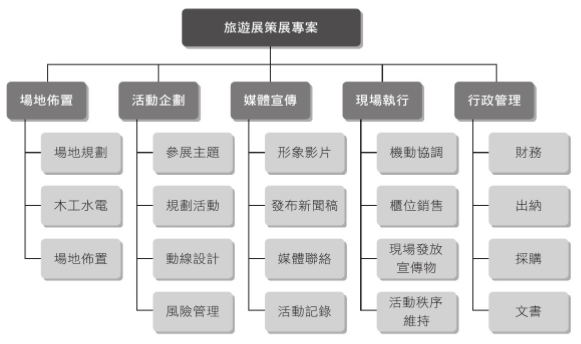 旅遊展策展專案
場地佈置
活動企劃
媒體宣傳
現場執行
行政管理
場地規劃
參展主題
形象影片
機動協調
財務
木工水電
規劃活動
發布新聞稿
櫃位銷售
出納
場地佈置
動線設計
媒體聯絡
現場發放
宣傳物
採購
風險管理
活動記錄
活動秩序
維持
文書